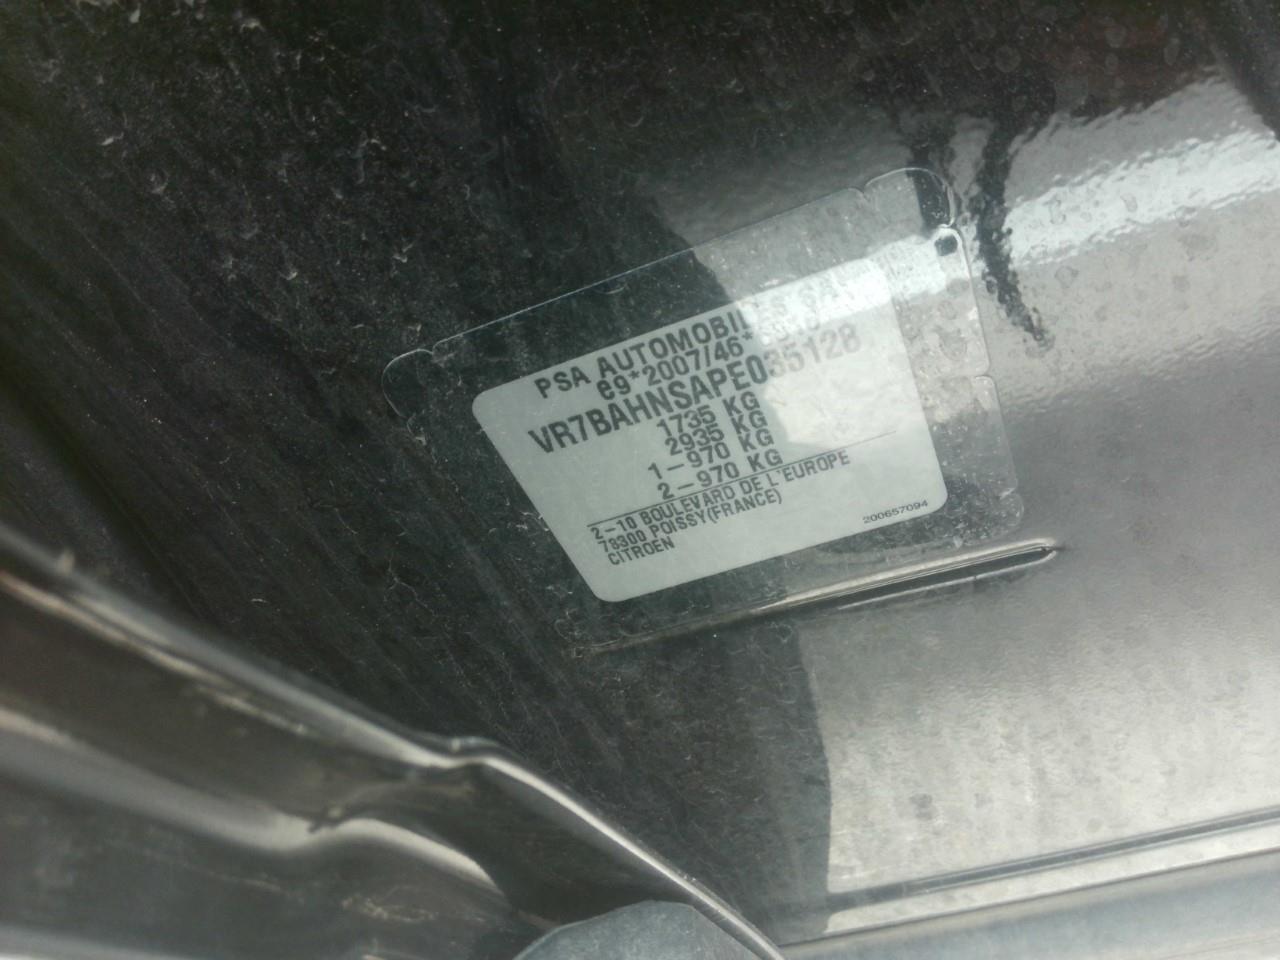 PSA AUTOMOBILES SA
e9*2007/46*
VR7BAHNSAPE035128
1735 KG
2935 KG
1-970 KG
2-970 KG
2-10 BOULEVARD DE L'EUROPE
78300 POISSY(FRANCE)
CITROEN
200657094